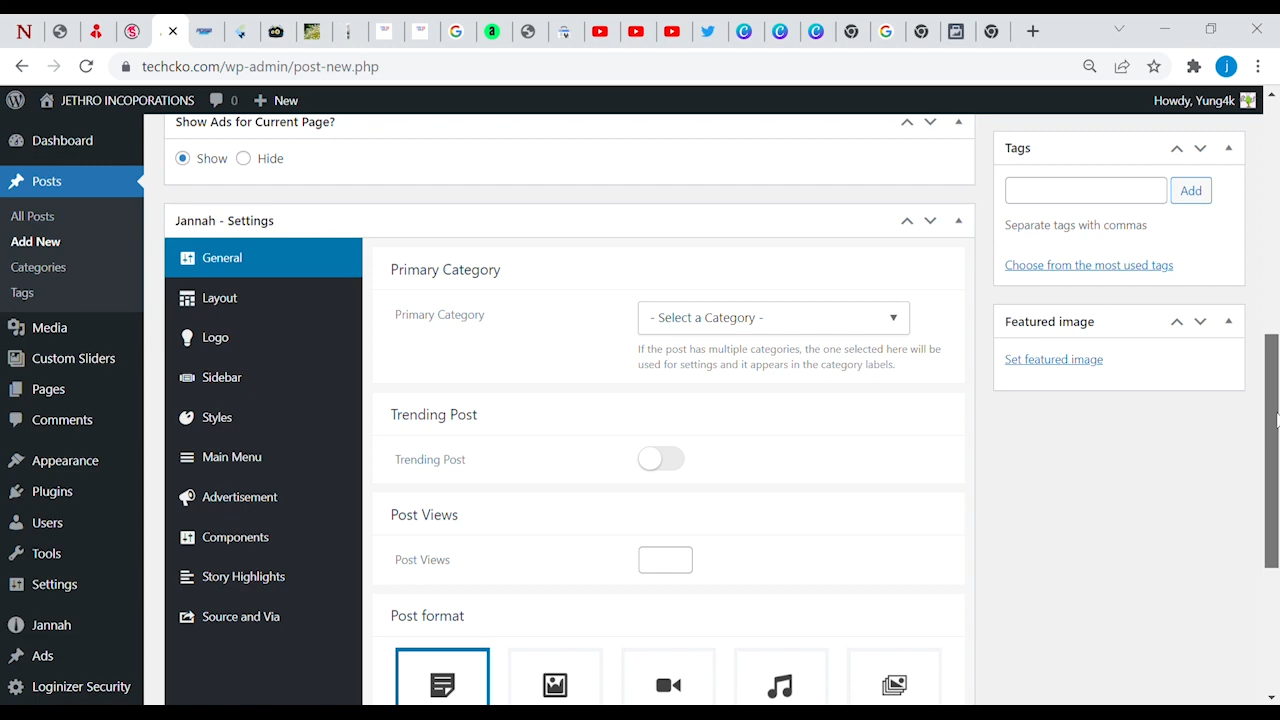 techcko.com/wp-admin/post-new.php
j
JETHRO INCOPORATIONS
0
New
Howdy, Yung4k
Dashboard
Posts
All Posts
Add New
Categories
Tags
Media
Custom Sliders
Pages
Comments
Appearance
Plugins
Users
Tools
Settings
Jannah
Ads
Loginizer Security
Show Ads for Current Page?
Show
Hide
Jannah - Settings
General
Layout
Logo
Sidebar
Styles
Main Menu
Advertisement
Components
Story Highlights
Source and Via
Primary Category
Primary Category
- Select a Category -
If the post has multiple categories, the one selected here will be
used for settings and it appears in the category labels.
Trending Post
Trending Post
Post Views
Post Views
Post format
Tags
Add
Separate tags with commas
Choose from the most used tags
Featured image
Set featured image